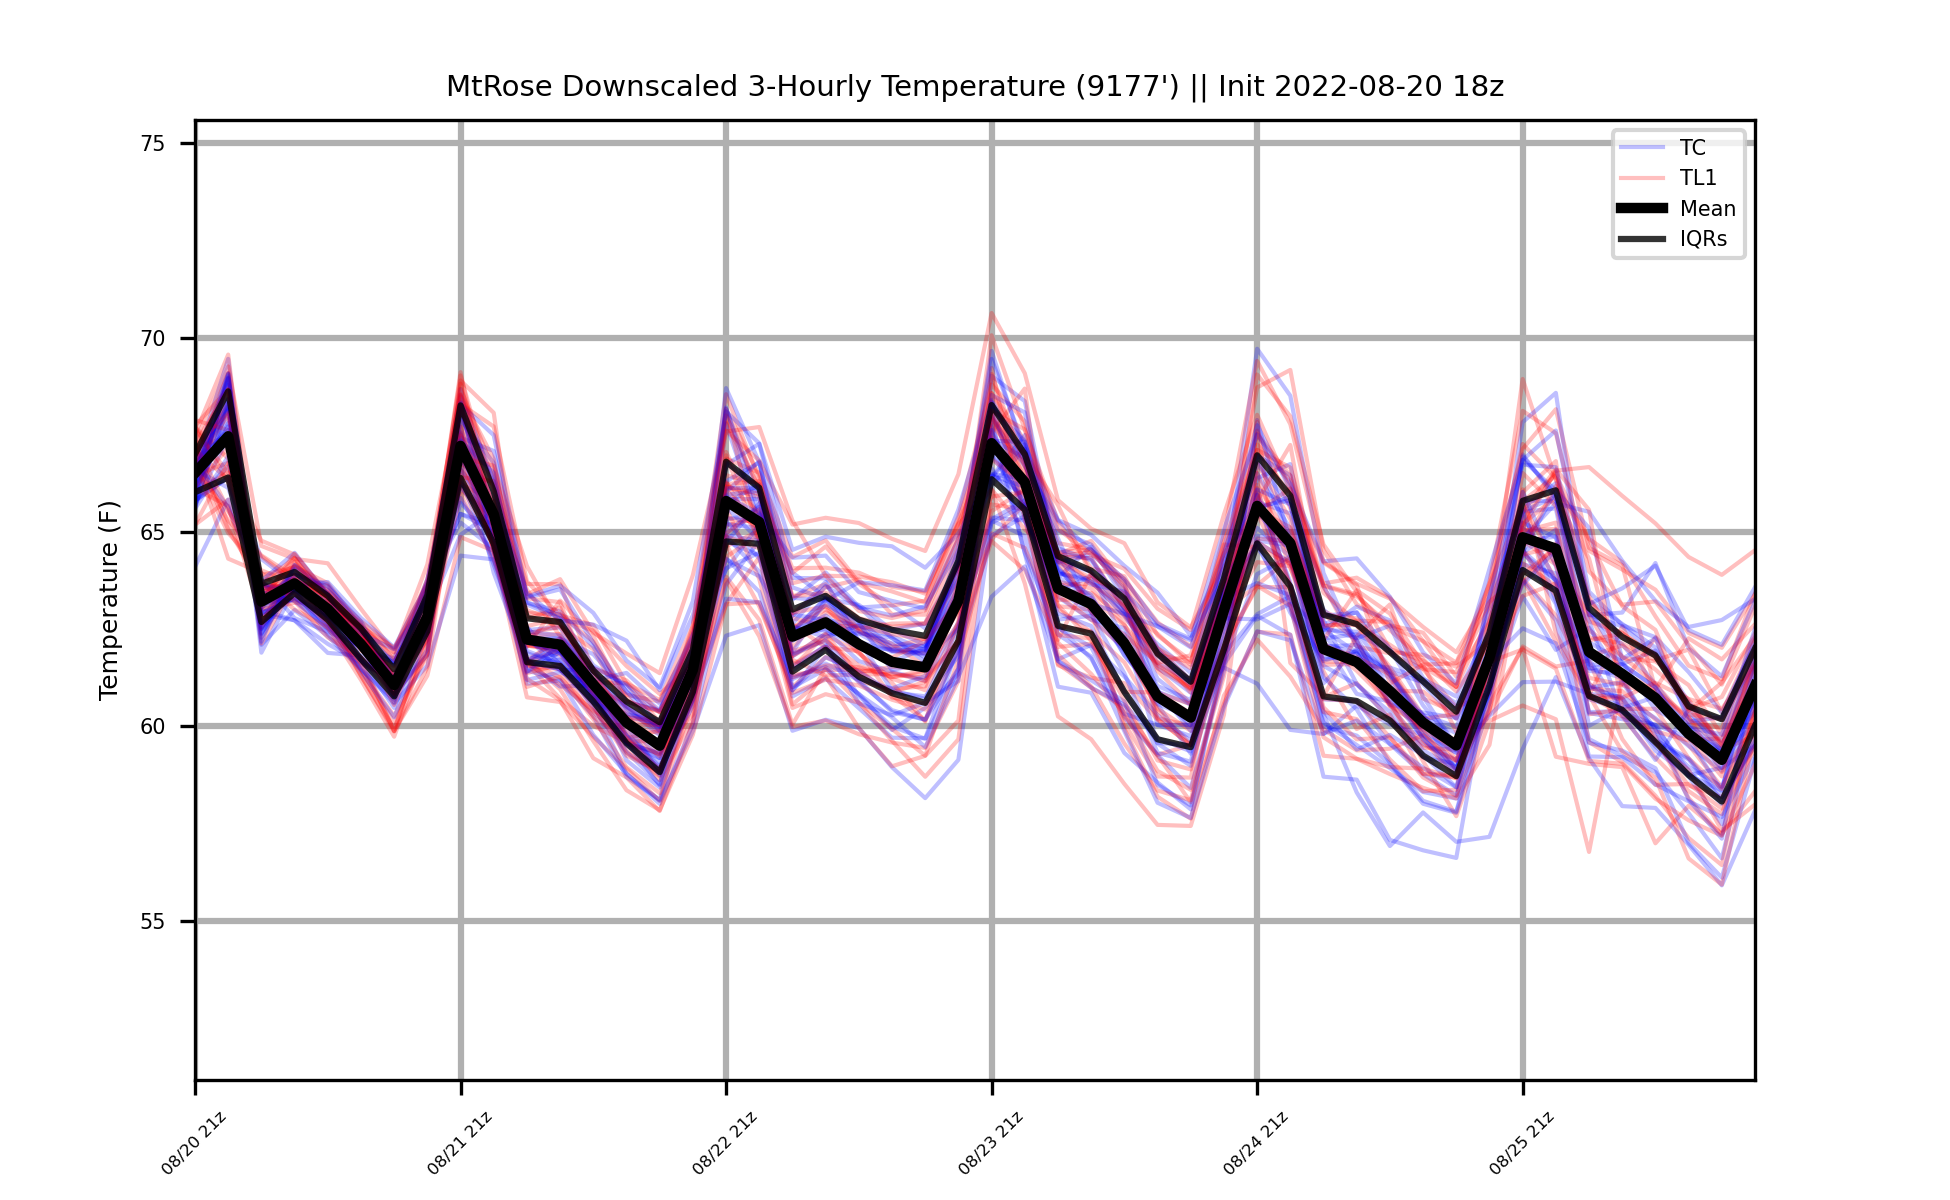 MtRose Downscaled 3-Hourly Temperature (9177') || Init 2022-08-20 18z
TC
TL1
Mean
IQRs
Temperature (F)
75
70
65
60
55
08/20 21z
08/21 21z
08/22 21z
08/23 21z
08/24 21z
08/25 21z